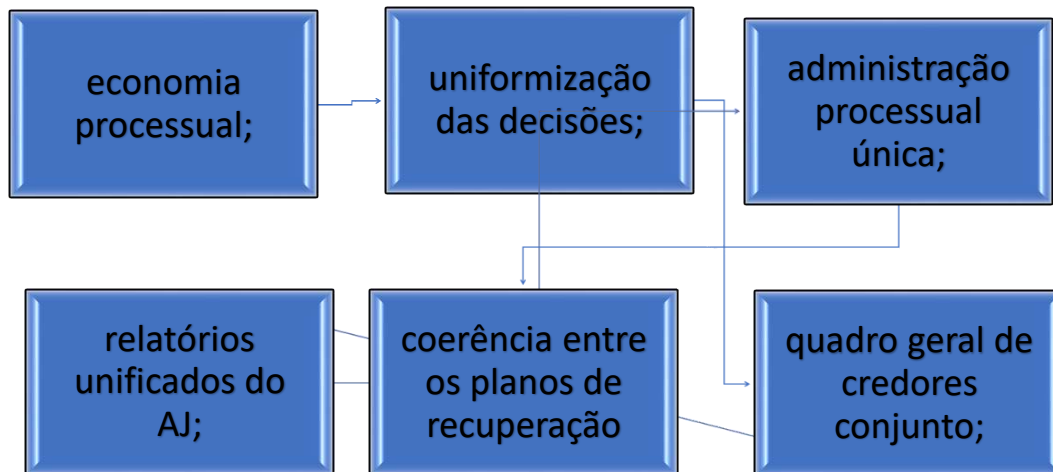 economia
processual;
uniformização
das decisões;
administração
processual
única;
relatórios
unificados do
AJ;
coerência entre
os planos de
recuperação
quadro geral de
credores
conjunto;